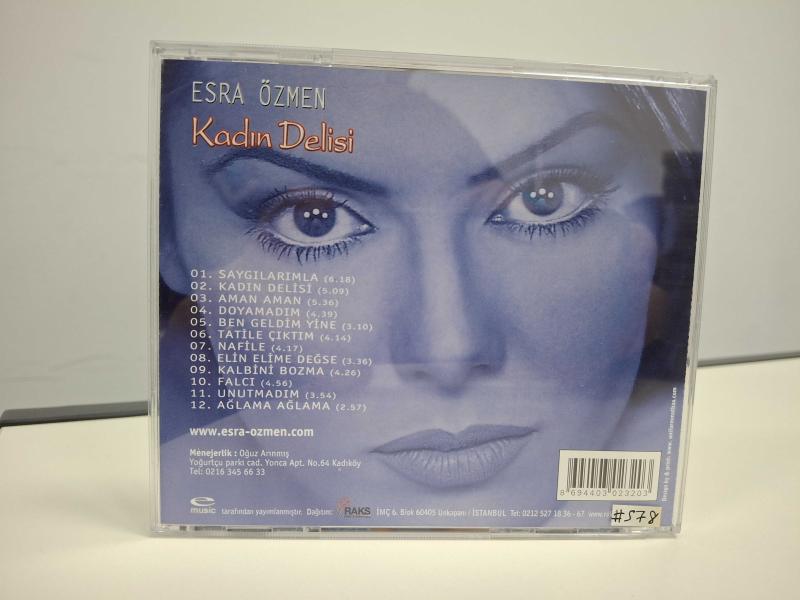 ESRA ÖZMEN
Kadın Delisi
01. SAYGILARIMLA (6.18)
02. KADIN DELİSİ (5.09)
03. AMAN AMAN (5.36)
04. DOYAMADIM (4.39)
05. BEN GELDİM YİNE (3.10)
06. TATİLE ÇIKTIM (4.14)
07. NAFİLE (4.17)
08. ELİN ELİME DEĞSE (3.36)
09. KALBİNİ BOZMA (4.26)
10. FALCI (4.56)
11. UNUTMADIM (3.54)
12. AĞLAMA AĞLAMA (2.57)
www.esra-ozmen.com
Menejerlik : Oğuz Arınmış
Yoğurtçu parkı cad. Yonca Apt. No.64 Kadıköy
Tel: 0216 345 66 33
8 694403 023203
e music tarafından yayımlanmıştır. Dağıtım: RAKS İMÇ 6. Blok 60405 Unkapanı / İSTANBUL Tel: 0212 527 18 36 - 67
#578